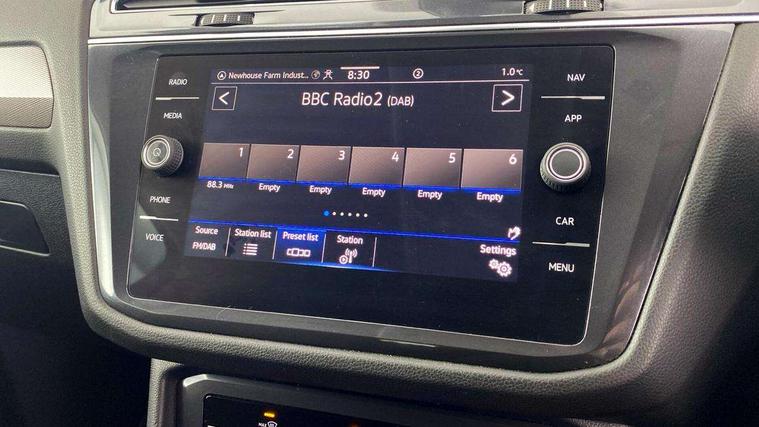 RADIO
MEDIA
PHONE
VOICE
Newhouse Farm Indust... 8:30 2 1.0°C
< BBC Radio2 (DAB) >
1 2 3 4 5 6
88.3 MHz Empty Empty Empty Empty Empty
Source Station list Preset list Station Settings
FM/DAB
NAV
APP
CAR
MENU
MAX